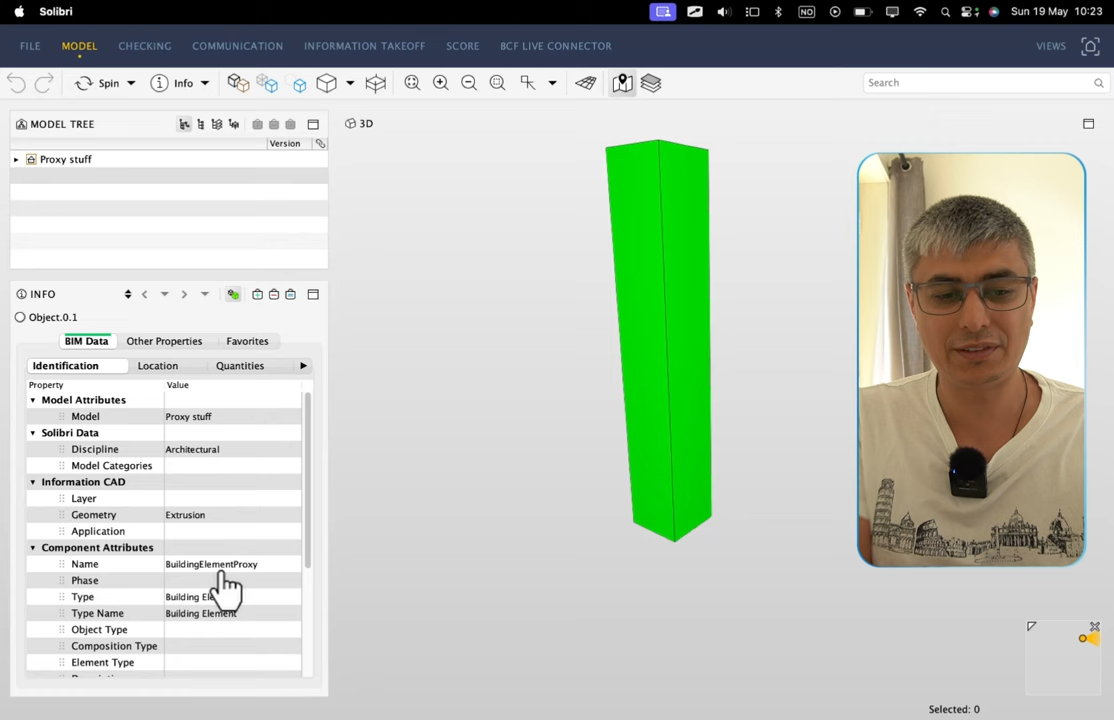 Solibri
NO
Sun 19 May 10:23
FILE MODEL CHECKING COMMUNICATION INFORMATION TAKEOFF SCORE BCF LIVE CONNECTOR VIEWS
Spin Info Search
MODEL TREE
3D
Version
Proxy stuff
INFO
Object.0.1
BIM Data Other Properties Favorites
Identification Location Quantities
Property Value
Model Attributes
Model Proxy stuff
Solibri Data
Discipline Architectural
Model Categories
Information CAD
Layer
Geometry Extrusion
Application
Component Attributes
Name BuildingElementProxy
Phase
Type Building
Type Name Building Element
Object Type
Composition Type
Element Type
Selected: 0